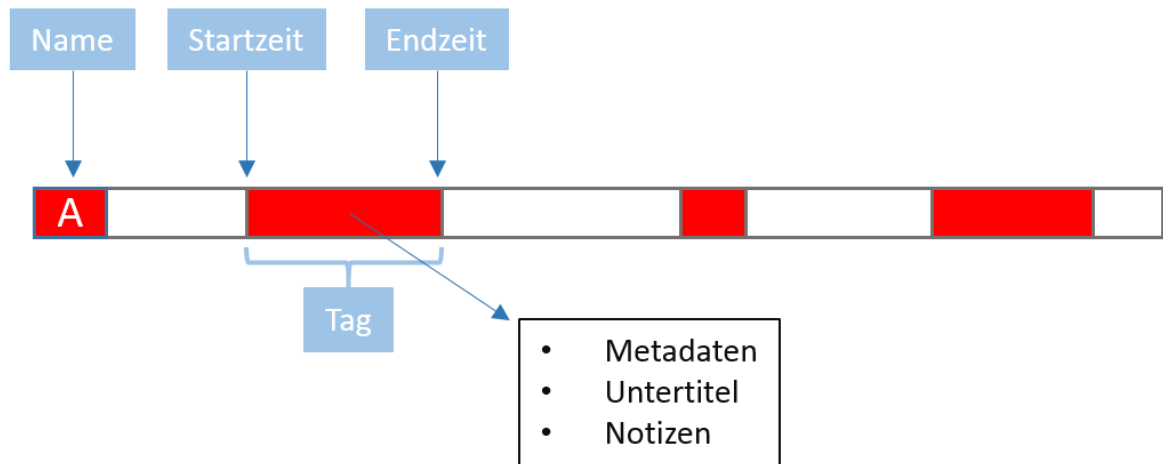 Name
Startzeit
Endzeit
A
Tag
• Metadaten
• Untertitel
• Notizen